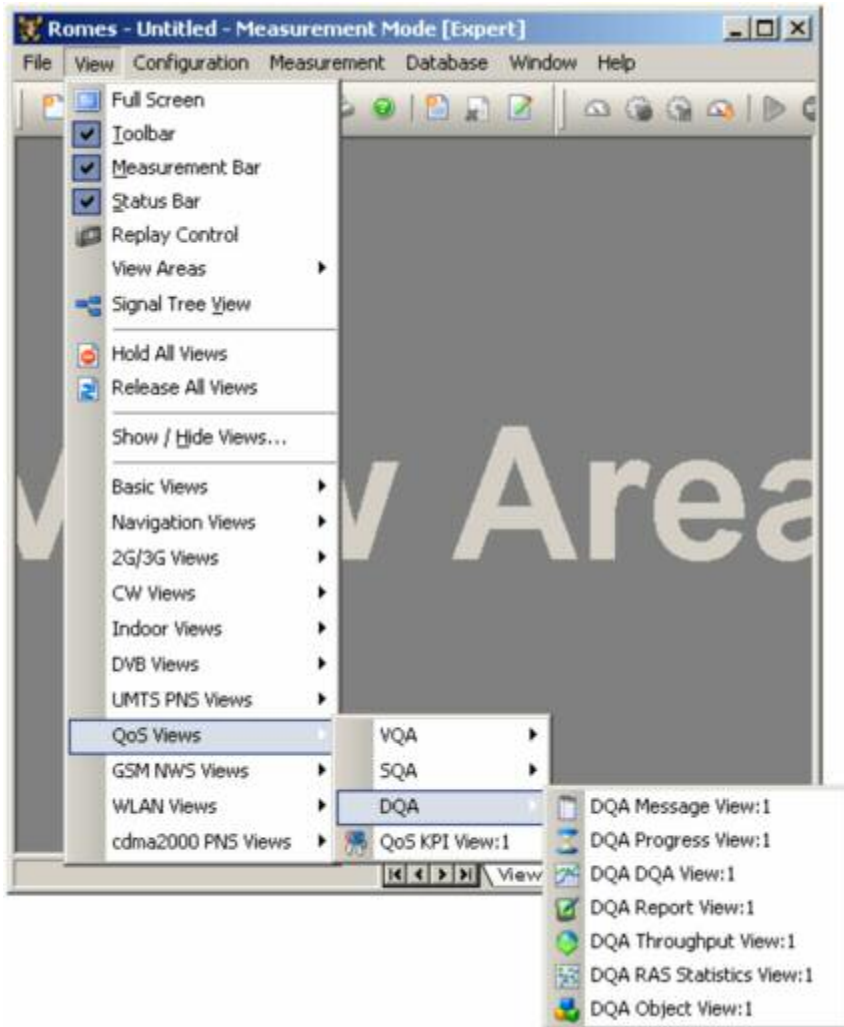 Romes - Untitled - Measurement Mode [Expert]
File View Configuration Measurement Database Window Help
Full Screen
Toolbar
Measurement Bar
Status Bar
Replay Control
View Areas
Signal Tree View
Hold All Views
Release All Views
Show / Hide Views...
Basic Views
Navigation Views
2G/3G Views
CW Views
Indoor Views
DVB Views
UMTS PNS Views
QoS Views
GSM NWS Views
WLAN Views
cdma2000 PNS Views
VQA
SQA
DQA
QoS KPI View:1
DQA Message View:1
DQA Progress View:1
DQA DQA View:1
DQA Report View:1
DQA Throughput View:1
DQA RAS Statistics View:1
DQA Object View:1
View
w Area